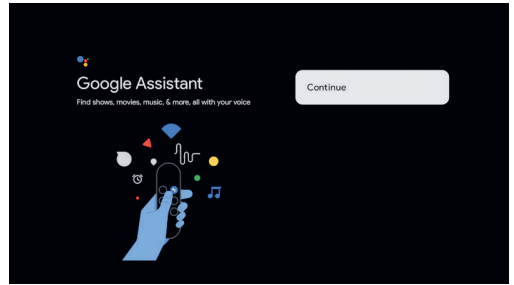 Google Assistant
Find shows, movies, music, & more, all with your voice
Continue